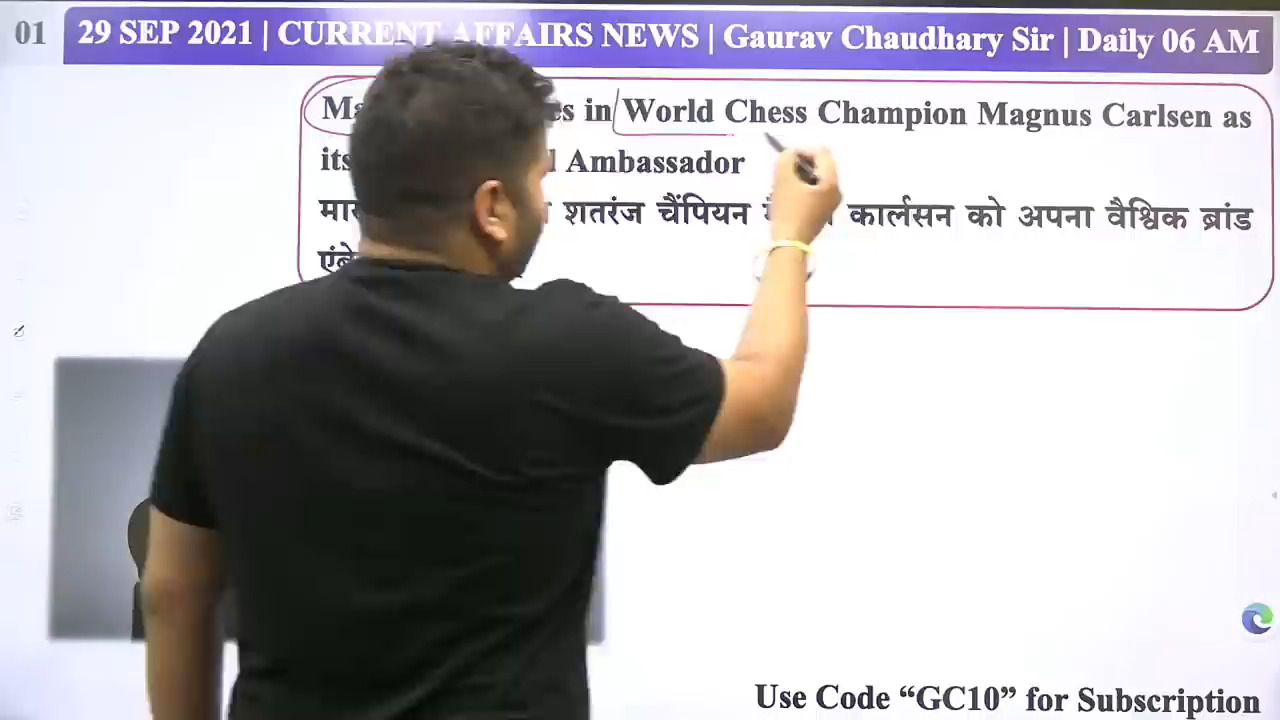 01
29 SEP 2021 | CURRENT AFFAIRS NEWS | Gaurav Chaudhary Sir | Daily 06 AM
in World Chess Champion Magnus Carlsen as
its Ambassador
शतरंज चैंपियन कार्लसन को अपना वैश्विक ब्रांड
Use Code “GC10” for Subscription